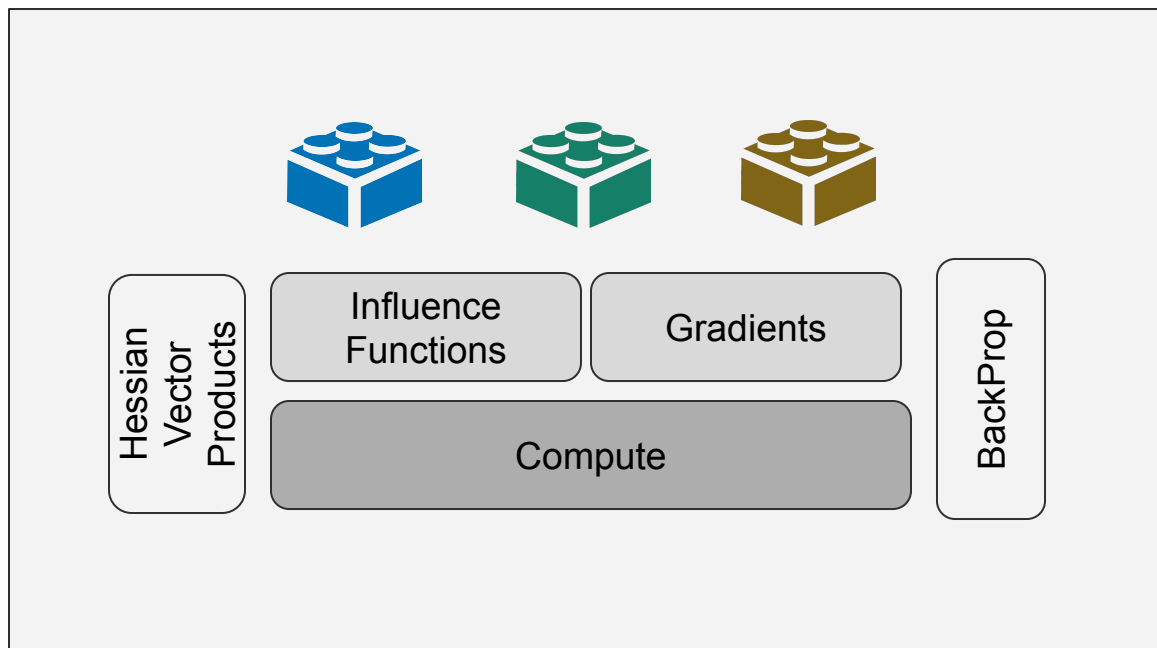 Hessian
Vector
Products
Influence
Functions
Gradients
Compute
BackProp